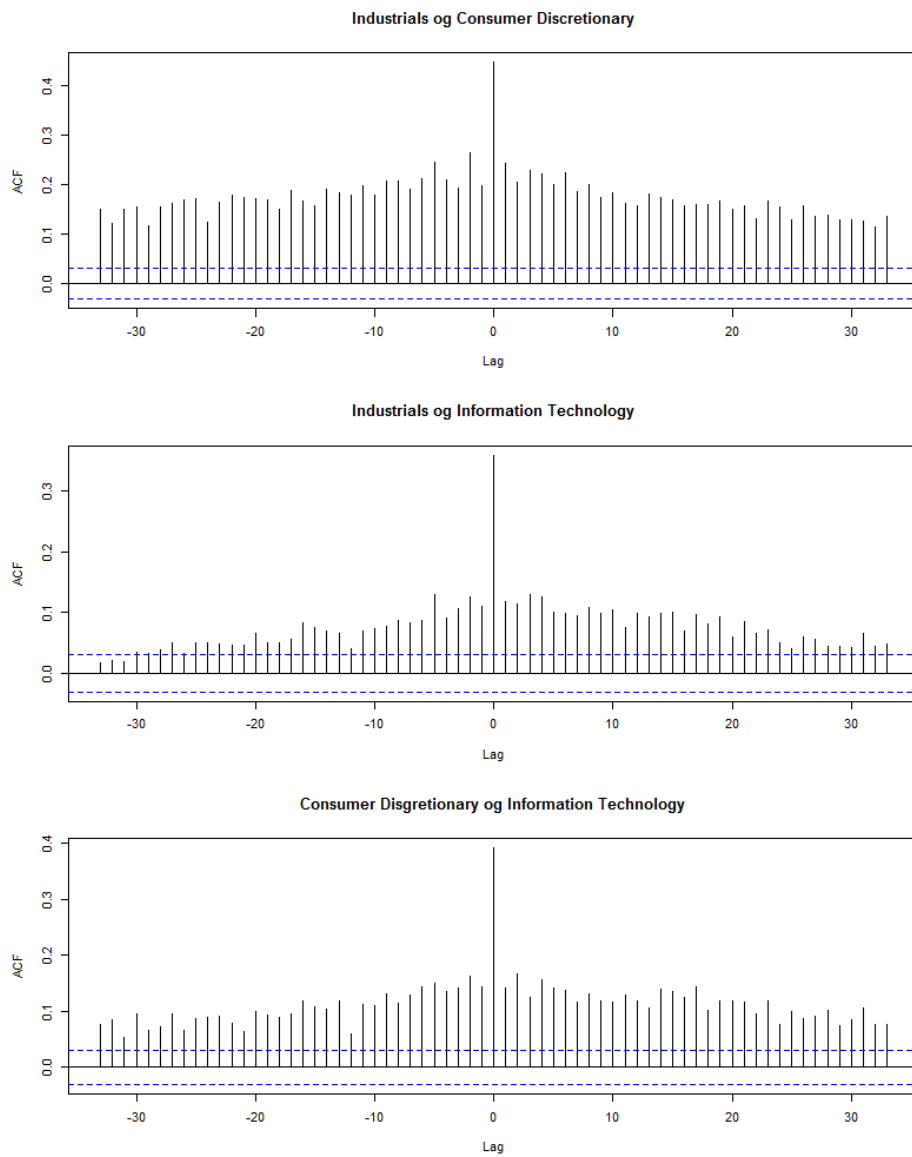 Industrials og Consumer Discretionary
ACF
0.4
0.3
0.2
0.1
0.0
-30 -20 -10 0 10 20 30
Lag
Industrials og Information Technology
ACF
0.3
0.2
0.1
0.0
-30 -20 -10 0 10 20 30
Lag
Consumer Disgretionary og Information Technology
ACF
0.4
0.3
0.2
0.1
0.0
-30 -20 -10 0 10 20 30
Lag